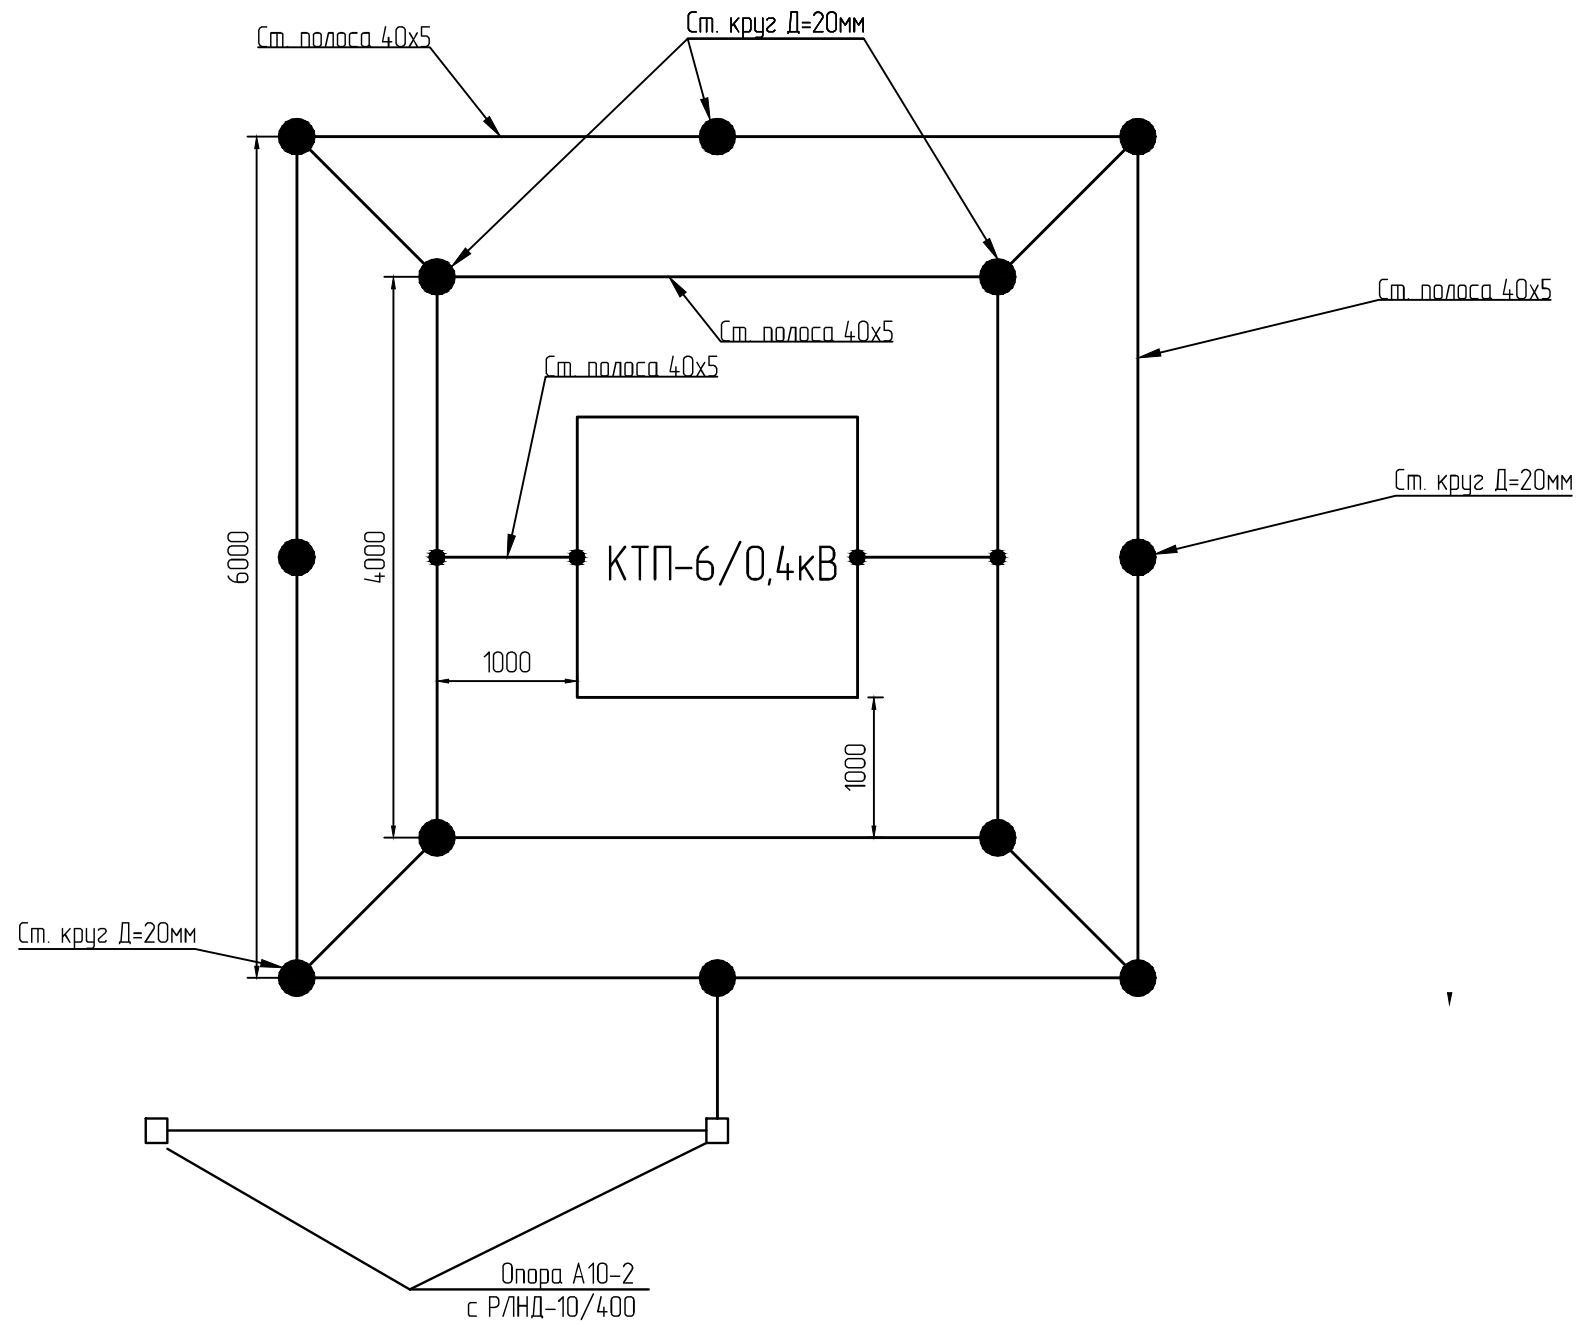 Ст. круг Д=20мм
Ст. полоса 40х5
Ст. полоса 40х5
Ст. полоса 40х5
Ст. полоса 40х5
Ст. круг Д=20мм
6000
4000
КТП-6/0,4кВ
1000
1000
Ст. круг Д=20мм
Опора А10-2
с РЛНД-10/400